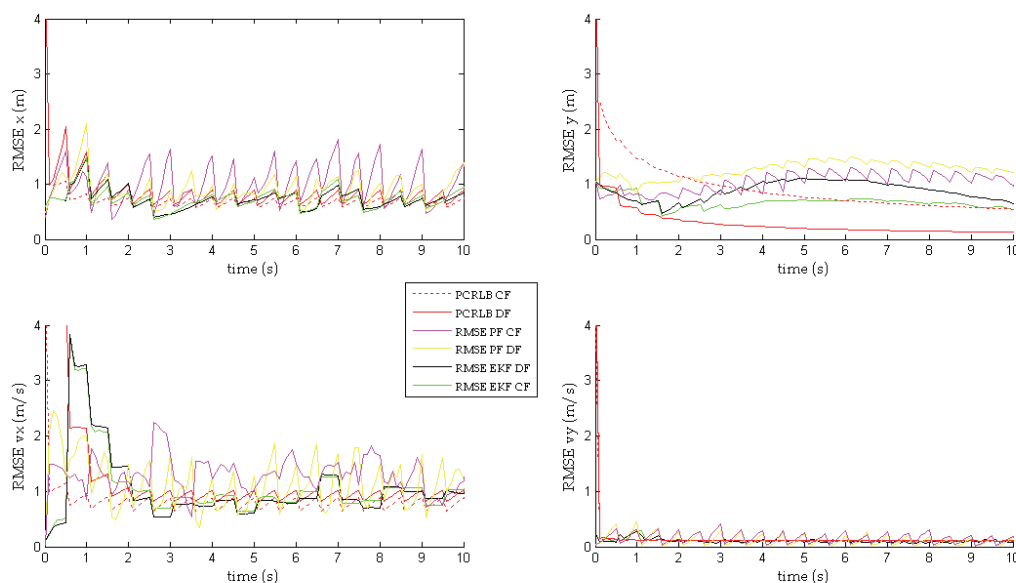 4
3
2
1
0
RMSE x (m)
0 1 2 3 4 5 6 7 8 9 10
time (s)
4
3
2
1
0
RMSE y (m)
0 1 2 3 4 5 6 7 8 9 10
time (s)
4
3
2
1
0
RMSE vx (m/s)
0 1 2 3 4 5 6 7 8 9 10
time (s)
PCRLB CF
PCRLB DF
RMSE PF CF
RMSE PF DF
RMSE EKF DF
RMSE EKF CF
4
3
2
1
0
RMSE vy (m/s)
0 1 2 3 4 5 6 7 8 9 10
time (s)